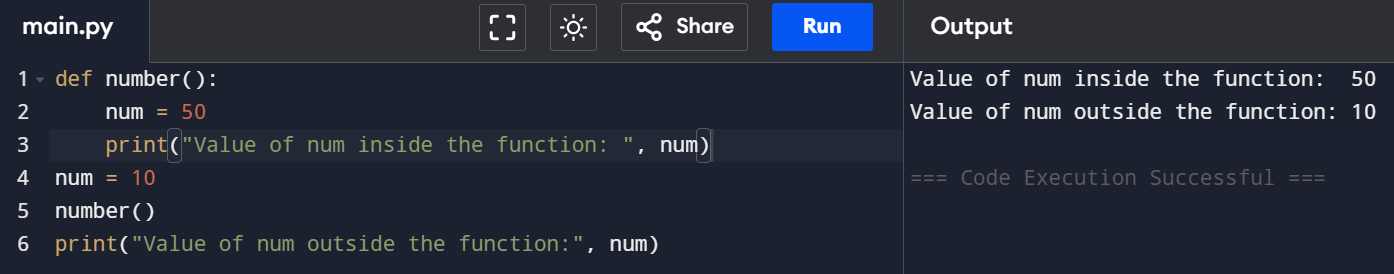 main.py
Share
Run
Output
1 def number():
2     num = 50
3     print("Value of num inside the function: ", num)
4 num = 10
5 number()
6 print("Value of num outside the function:", num)
Value of num inside the function:  50
Value of num outside the function: 10
=== Code Execution Successful ===